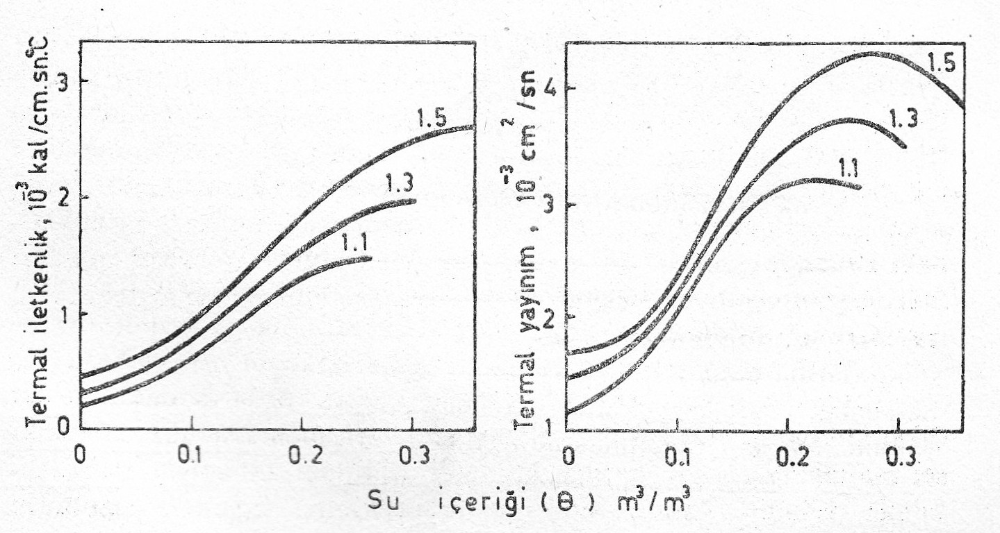 Termal iletkenlik, 10⁻³ kal/cm.sn.°C
3
2
1
0
1.5
1.3
1.1
0 0.1 0.2 0.3
Termal yayınım, 10⁻³ cm²/sn
4
3
2
1
1.5
1.3
1.1
0 0.1 0.2 0.3
Su içeriği (θ) m³/m³